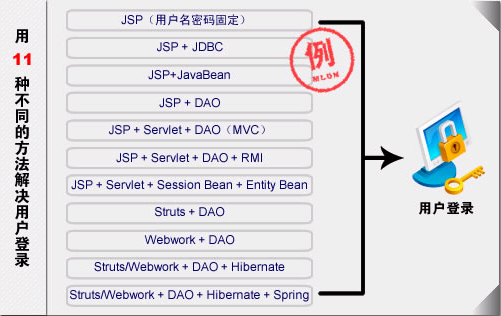 用11种不同的方法解决用户登录
JSP（用户名密码固定）
JSP + JDBC
JSP+JavaBean
JSP + DAO
JSP + Servlet + DAO（MVC）
JSP + Servlet + DAO + RMI
JSP + Servlet + Session Bean + Entity Bean
Struts + DAO
Webwork + DAO
Struts/Webwork + DAO + Hibernate
Struts/Webwork + DAO + Hibernate + Spring
例
MLDN
用户登录